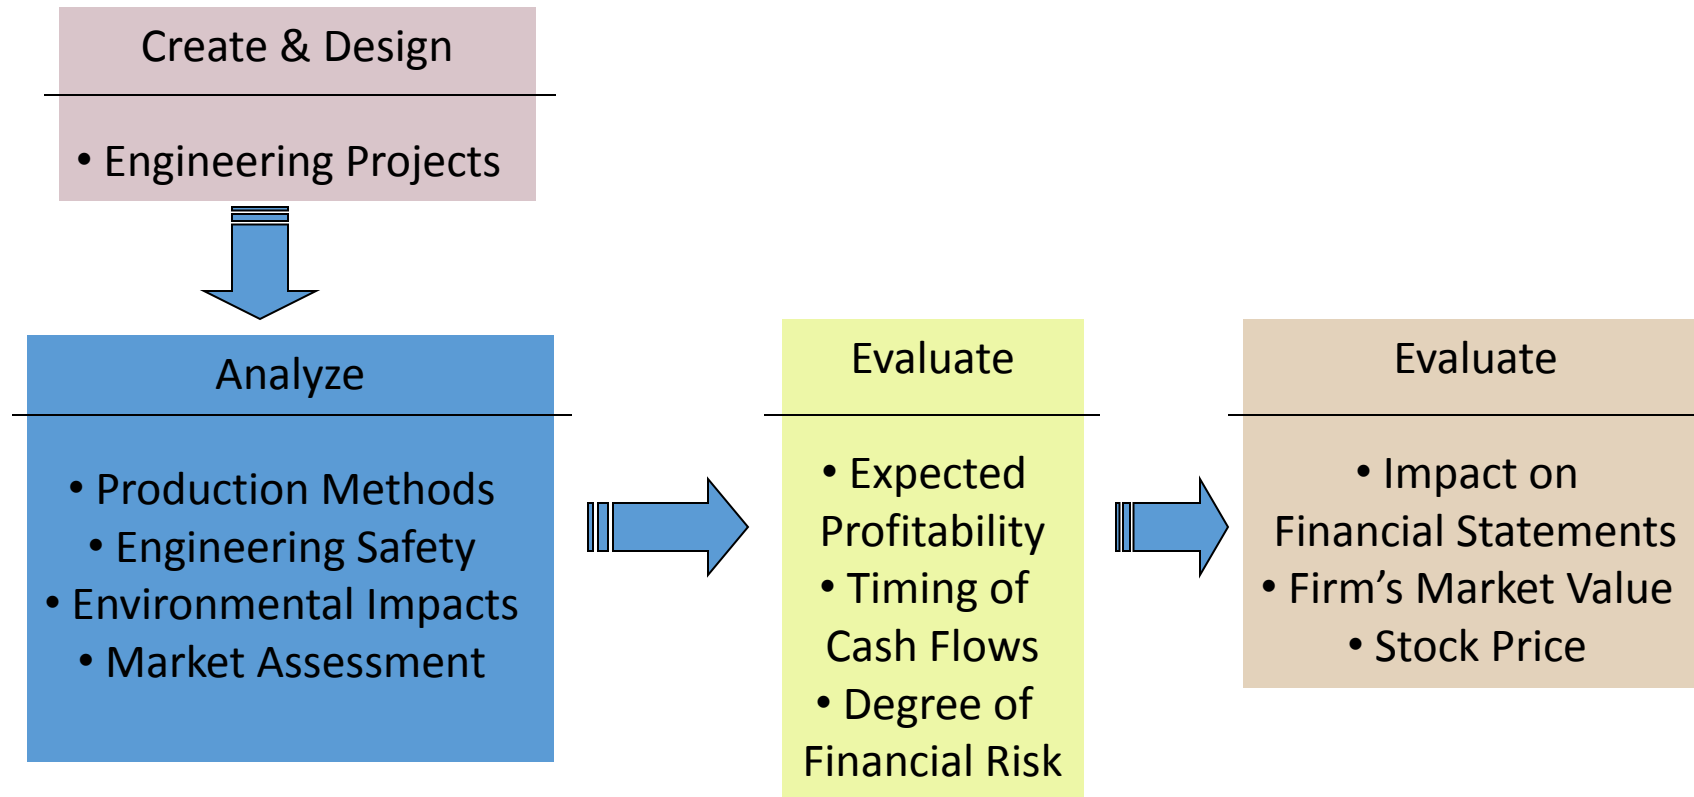 Create & Design
• Engineering Projects
Analyze
• Production Methods
• Engineering Safety
• Environmental Impacts
• Market Assessment
Evaluate
• Expected
Profitability
• Timing of
Cash Flows
• Degree of
Financial Risk
Evaluate
• Impact on
Financial Statements
• Firm’s Market Value
• Stock Price